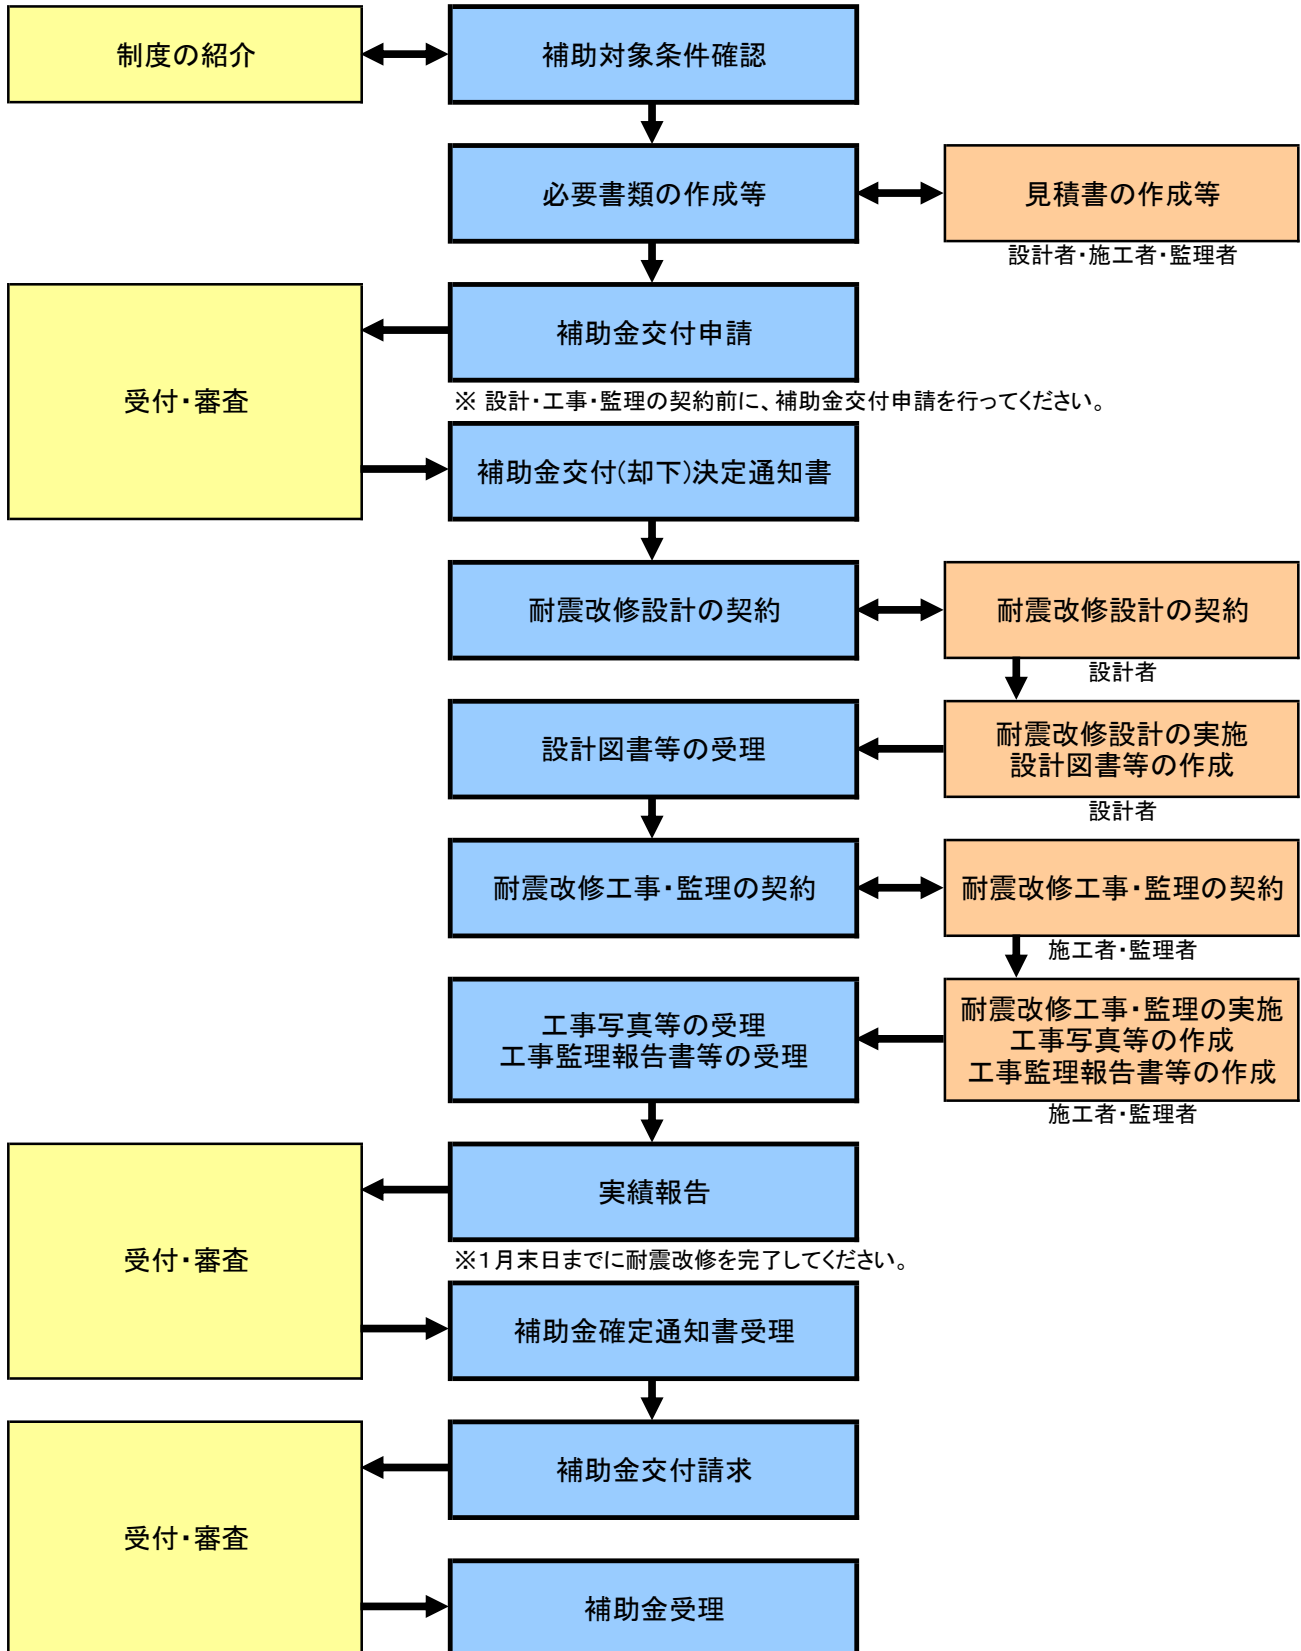 制度の紹介
補助対象条件確認
必要書類の作成等
見積書の作成等
設計者・施工者・監理者
補助金交付申請
受付・審査
※ 設計・工事・監理の契約前に、補助金交付申請を行ってください。
補助金交付(却下)決定通知書
耐震改修設計の契約
耐震改修設計の契約
設計者
設計図書等の受理
耐震改修設計の実施
設計図書等の作成
設計者
耐震改修工事・監理の契約
耐震改修工事・監理の契約
施工者・監理者
工事写真等の受理
工事監理報告書等の受理
耐震改修工事・監理の実施
工事写真等の作成
工事監理報告書等の作成
施工者・監理者
実績報告
受付・審査
※１月末日までに耐震改修を完了してください。
補助金確定通知書受理
補助金交付請求
受付・審査
補助金受理